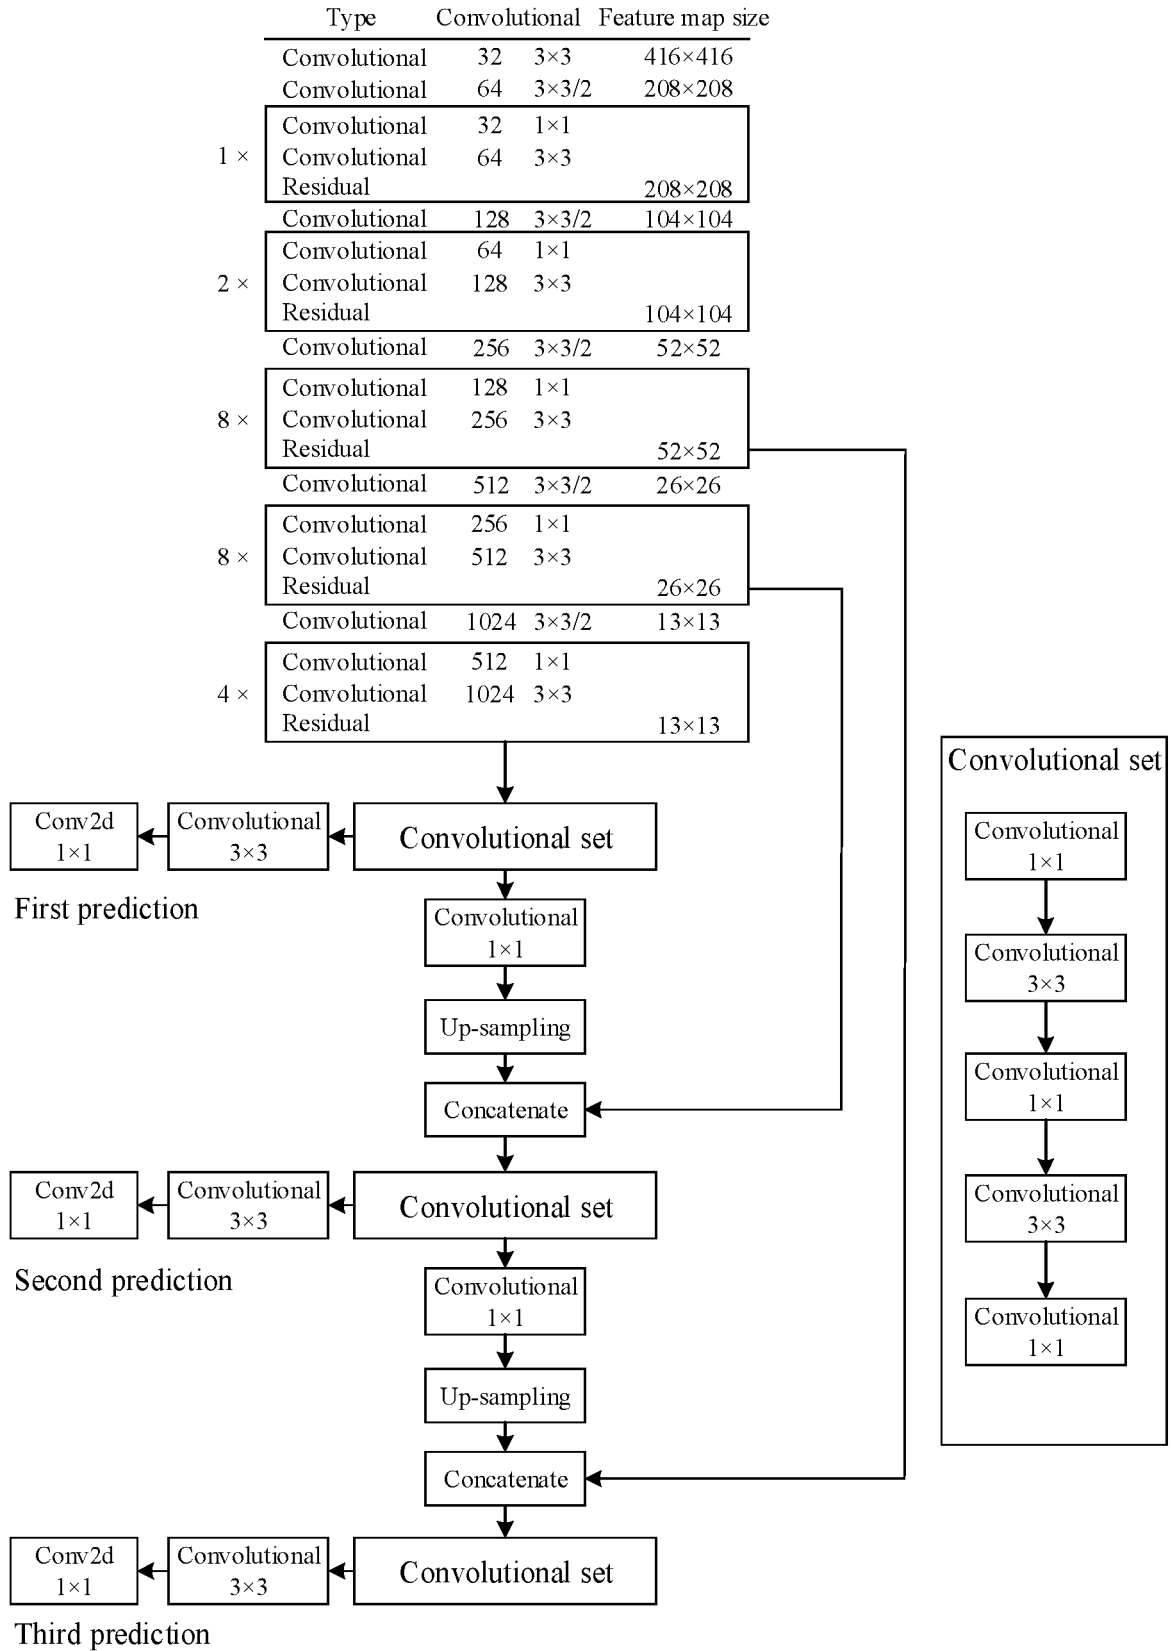 Type Convolutional Feature map size
Convolutional 32 3×3 416×416
Convolutional 64 3×3/2 208×208
1 ×
Convolutional 32 1×1
Convolutional 64 3×3
Residual 208×208
Convolutional 128 3×3/2 104×104
2 ×
Convolutional 64 1×1
Convolutional 128 3×3
Residual 104×104
Convolutional 256 3×3/2 52×52
8 ×
Convolutional 128 1×1
Convolutional 256 3×3
Residual 52×52
Convolutional 512 3×3/2 26×26
8 ×
Convolutional 256 1×1
Convolutional 512 3×3
Residual 26×26
Convolutional 1024 3×3/2 13×13
4 ×
Convolutional 512 1×1
Convolutional 1024 3×3
Residual 13×13
Convolutional set
Convolutional
3×3
Conv2d
1×1
First prediction
Convolutional
1×1
Up-sampling
Concatenate
Convolutional set
Convolutional
3×3
Conv2d
1×1
Second prediction
Convolutional
1×1
Up-sampling
Concatenate
Convolutional set
Convolutional
3×3
Conv2d
1×1
Third prediction
Convolutional set
Convolutional
1×1
Convolutional
3×3
Convolutional
1×1
Convolutional
3×3
Convolutional
1×1